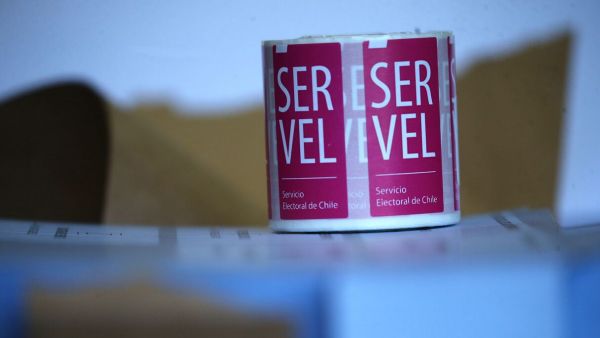 SER
VEL
Servicio
Electoral de Chile
SER
VEL
Servicio
Electoral de Chile